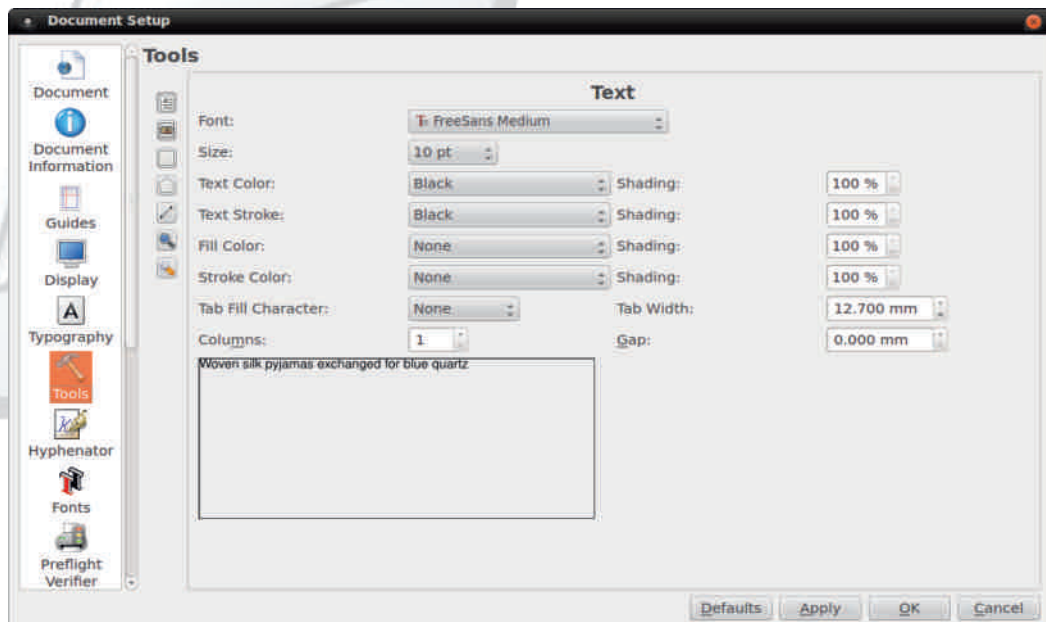 Document Setup
Document
Document
Information
Guides
Display
Typography
Tools
Hyphenator
Fonts
Preflight
Verifier
Tools
Text
Font: FreeSans Medium
Size: 10 pt
Text Color: Black Shading: 100 %
Text Stroke: Black Shading: 100 %
Fill Color: None Shading: 100 %
Stroke Color: None Shading: 100 %
Tab Fill Character: None Tab Width: 12.700 mm
Columns: 1 Gap: 0.000 mm
Woven silk pyjamas exchanged for blue quartz
Defaults Apply OK Cancel